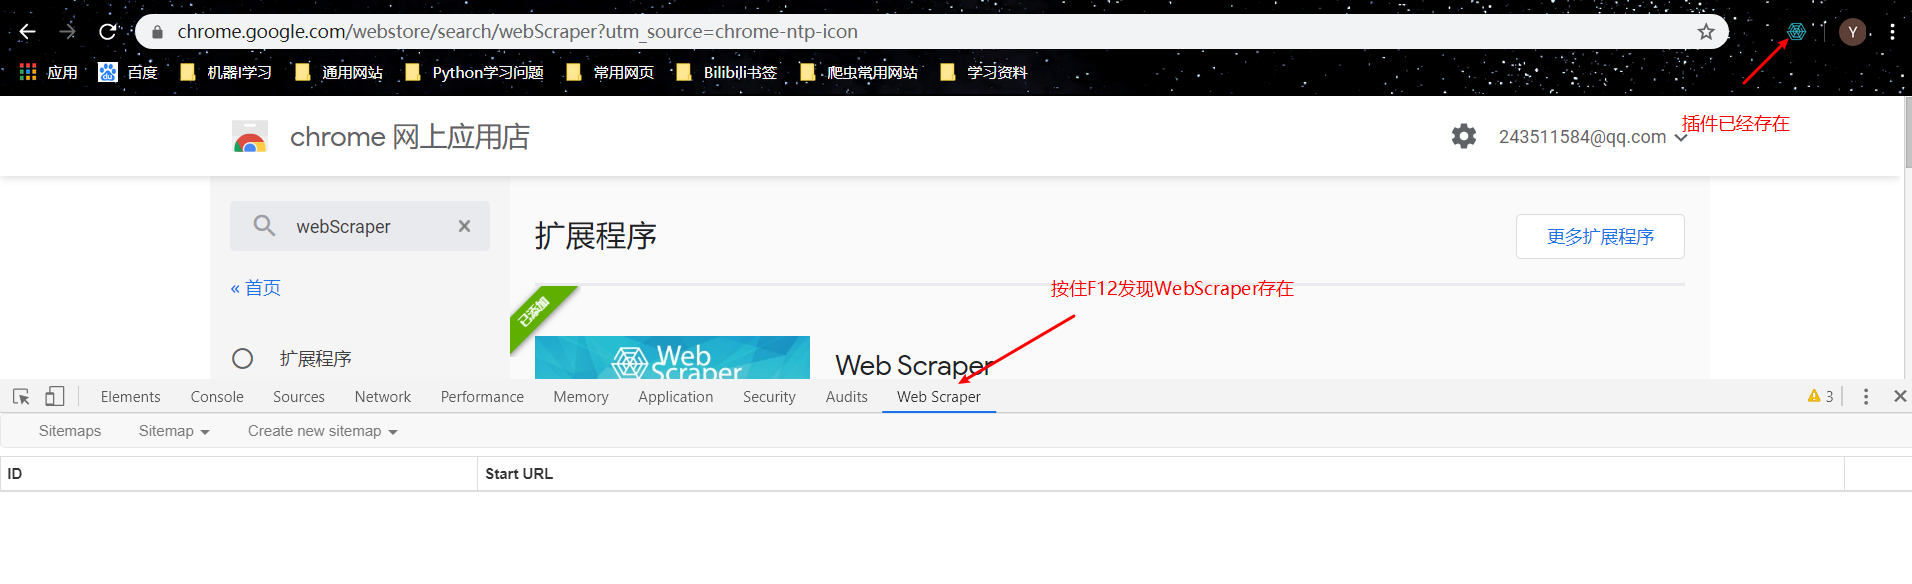 chrome.google.com/webstore/search/webScraper?utm_source=chrome-ntp-icon
Y
应用 百度 机器l学习 通用网站 Python学习问题 常用网页 Bilibili书签 爬虫常用网站 学习资料
chrome 网上应用店
243511584@qq.com
插件已经存在
webScraper
扩展程序
更多扩展程序
« 首页
按住F12发现WebScraper存在
已添加
扩展程序
Web
Scraper
Web Scraper
Elements Console Sources Network Performance Memory Application Security Audits Web Scraper 3
Sitemaps Sitemap Create new sitemap
ID Start URL